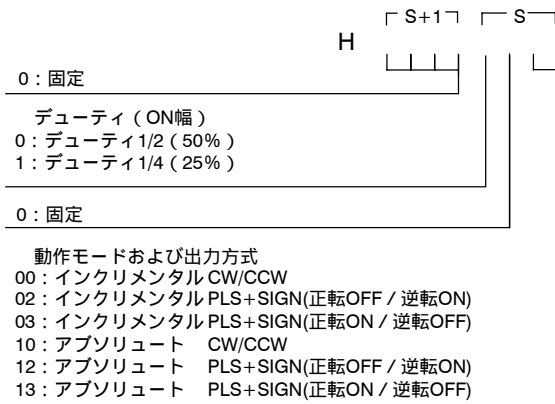 S+1 S
H
0：固定
デューティ（ON幅）
0：デューティ1/2（50%）
1：デューティ1/4（25%）
0：固定
動作モードおよび出力方式
00：インクリメンタル CW/CCW
02：インクリメンタル PLS+SIGN(正転OFF / 逆転ON)
03：インクリメンタル PLS+SIGN(正転ON / 逆転OFF)
10：アブソリュート CW/CCW
12：アブソリュート PLS+SIGN(正転OFF / 逆転ON)
13：アブソリュート PLS+SIGN(正転ON / 逆転OFF)